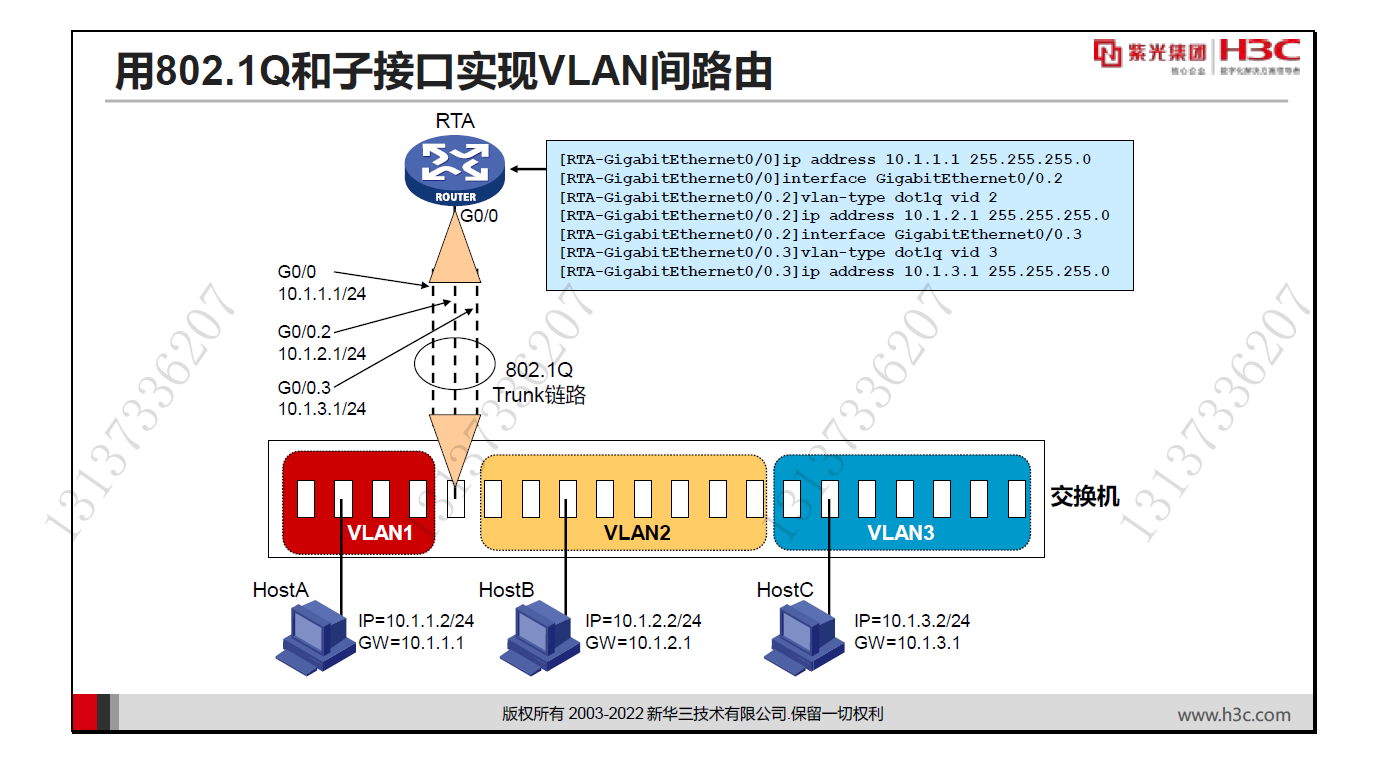 用802.1Q和子接口实现VLAN间路由
紫光集团
核心企业
H3C
数字化解决方案领导者
RTA
ROUTER
G0/0
[RTA-GigabitEthernet0/0]ip address 10.1.1.1 255.255.255.0
[RTA-GigabitEthernet0/0]interface GigabitEthernet0/0.2
[RTA-GigabitEthernet0/0.2]vlan-type dot1q vid 2
[RTA-GigabitEthernet0/0.2]ip address 10.1.2.1 255.255.255.0
[RTA-GigabitEthernet0/0.2]interface GigabitEthernet0/0.3
[RTA-GigabitEthernet0/0.3]vlan-type dot1q vid 3
[RTA-GigabitEthernet0/0.3]ip address 10.1.3.1 255.255.255.0
G0/0
10.1.1.1/24
G0/0.2
10.1.2.1/24
G0/0.3
10.1.3.1/24
802.1Q
Trunk链路
VLAN1
VLAN2
VLAN3
交换机
HostA
IP=10.1.1.2/24
GW=10.1.1.1
HostB
IP=10.1.2.2/24
GW=10.1.2.1
HostC
IP=10.1.3.2/24
GW=10.1.3.1
13137336207
13137336207
13137336207
13137336207
版权所有 2003-2022 新华三技术有限公司.保留一切权利
www.h3c.com